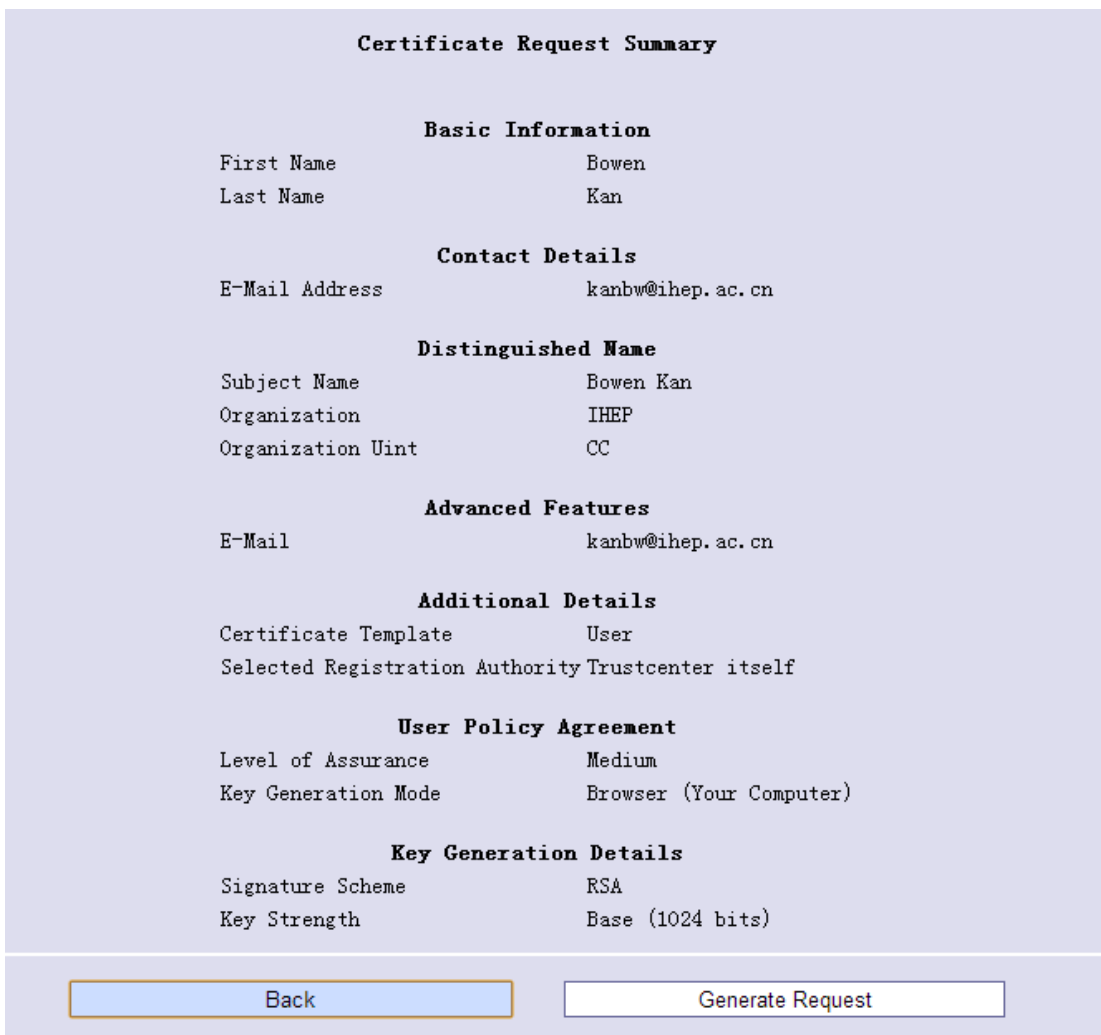 Certificate Request Summary
Basic Information
First Name Bowen
Last Name Kan
Contact Details
E-Mail Address kanbw@ihep.ac.cn
Distinguished Name
Subject Name Bowen Kan
Organization IHEP
Organization Uint CC
Advanced Features
E-Mail kanbw@ihep.ac.cn
Additional Details
Certificate Template User
Selected Registration Authority Trustcenter itself
User Policy Agreement
Level of Assurance Medium
Key Generation Mode Browser (Your Computer)
Key Generation Details
Signature Scheme RSA
Key Strength Base (1024 bits)
Back Generate Request